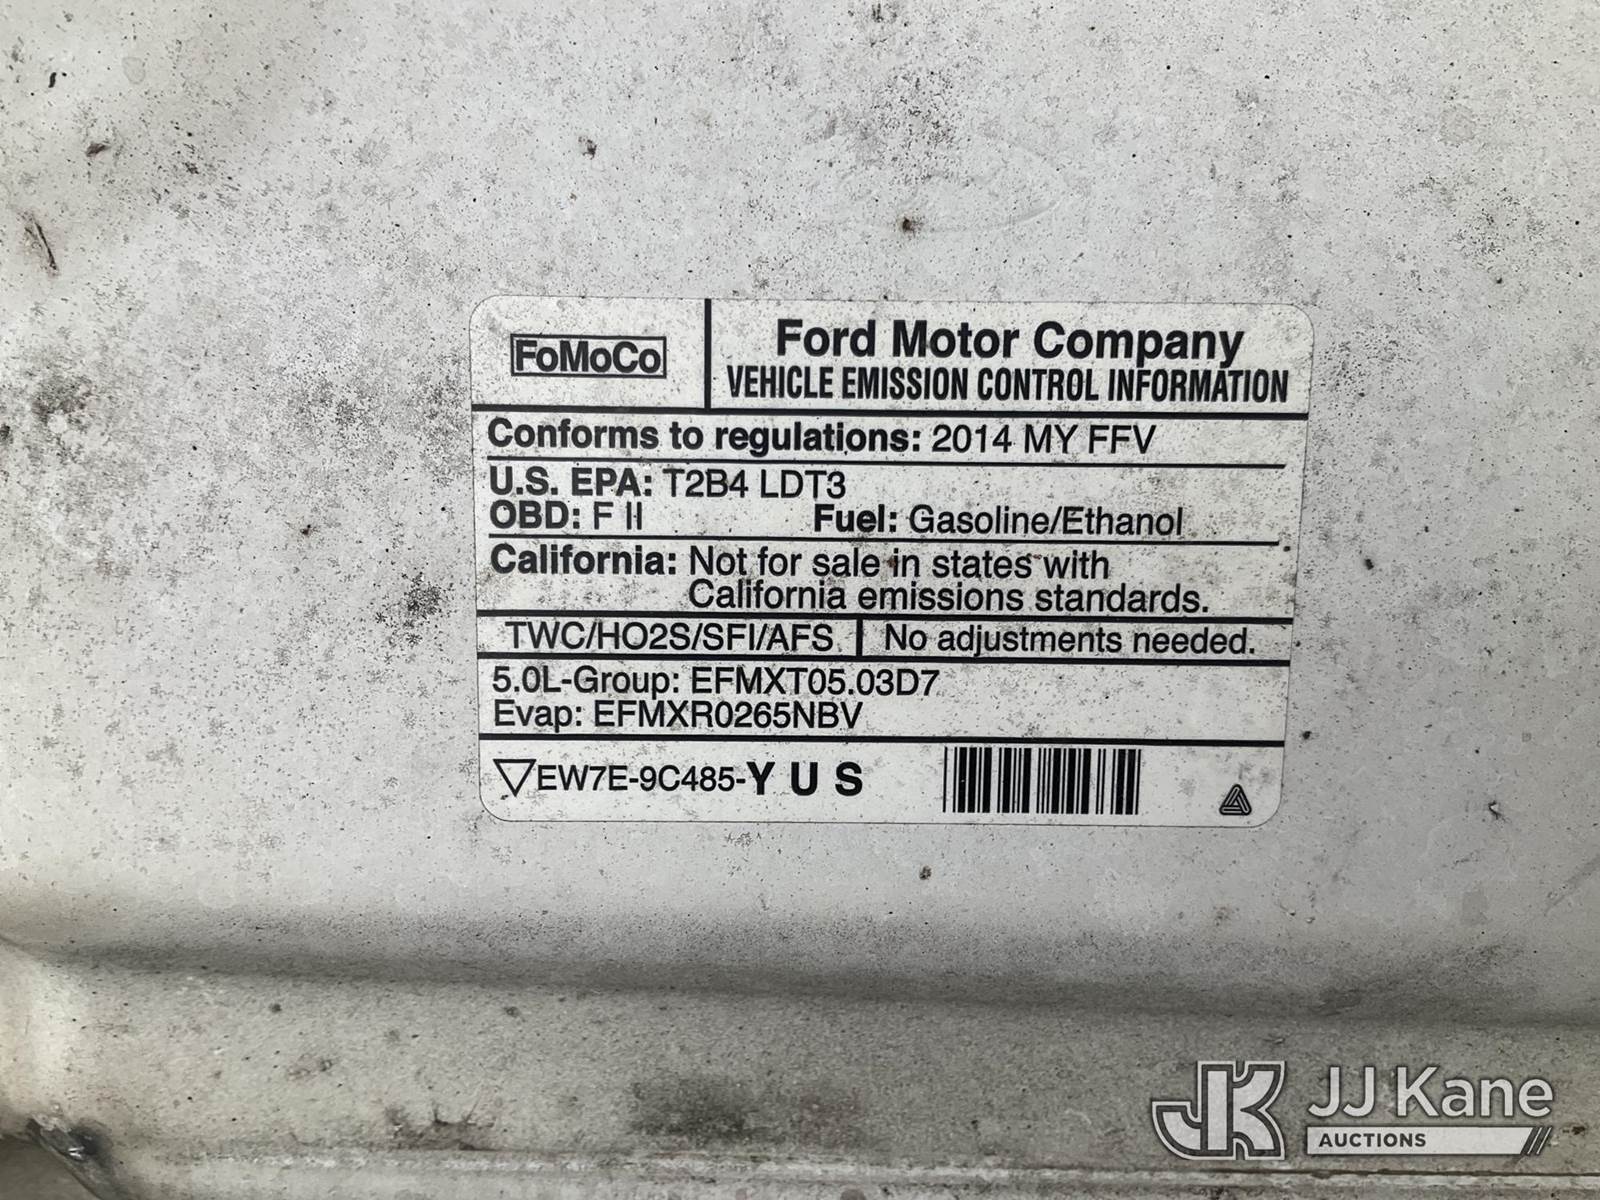 FoMoCo
Ford Motor Company
VEHICLE EMISSION CONTROL INFORMATION
Conforms to regulations: 2014 MY FFV
U.S. EPA: T2B4 LDT3
OBD: F II Fuel: Gasoline/Ethanol
California: Not for sale in states with
California emissions standards.
TWC/HO2S/SFI/AFS No adjustments needed.
5.0L-Group: EFMXT05.03D7
Evap: EFMXR0265NBV
EW7E-9C485-Y U S
JK JJ Kane
AUCTIONS